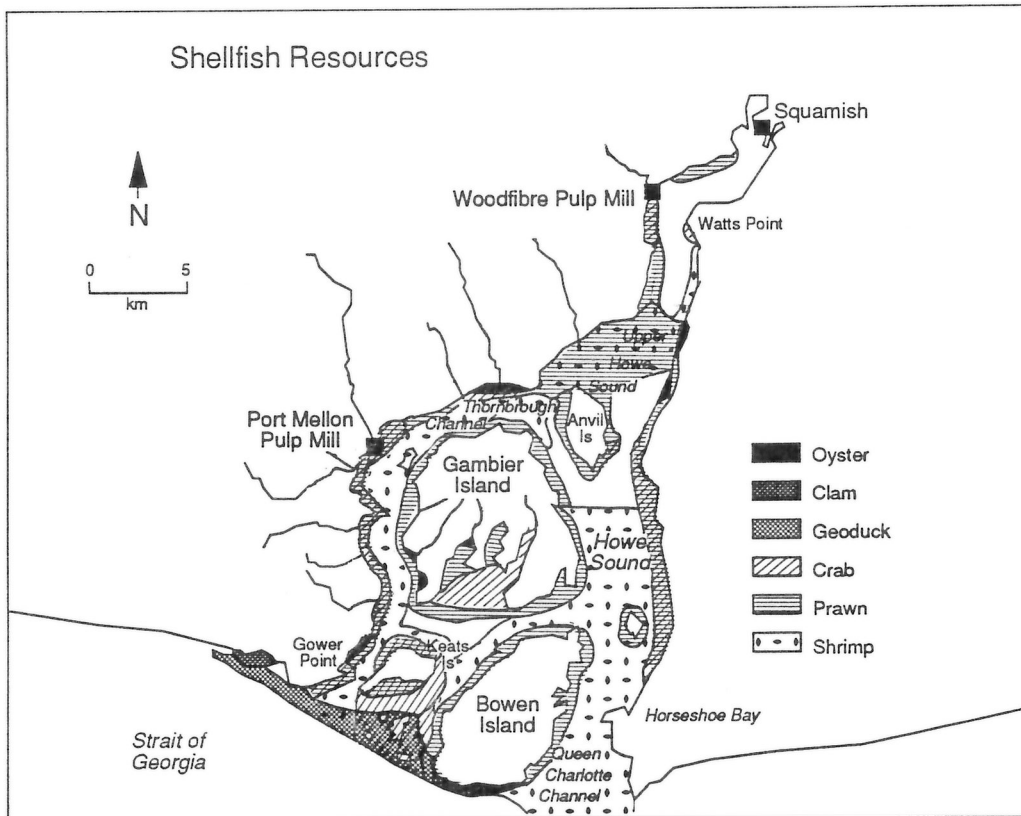 Shellfish Resources
Squamish
N
Woodfibre Pulp Mill
Watts Point
0 5
km
Upper
Howe
Sound
Thornborough
Channel
Anvil
Is
Port Mellon
Pulp Mill
Gambier
Island
Oyster
Clam
Geoduck
Crab
Prawn
Shrimp
Howe
Sound
Gower
Point
Keats
Is
Bowen
Island
Horseshoe Bay
Strait of
Georgia
Queen
Charlotte
Channel